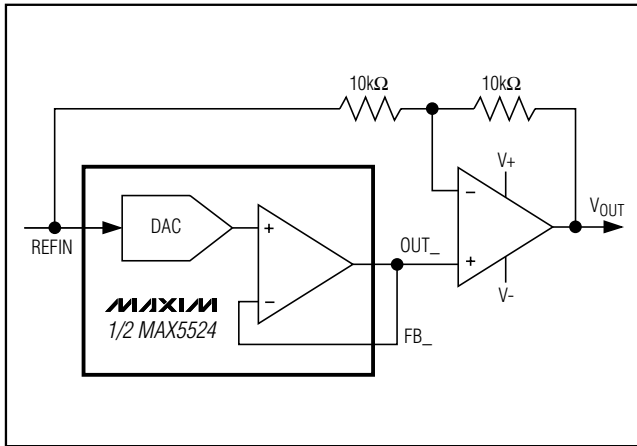 10kΩ 10kΩ
V+
−
REFIN
DAC
+
−
OUT_
+
VOUT
V-
MAXIM
1/2 MAX5524
FB_